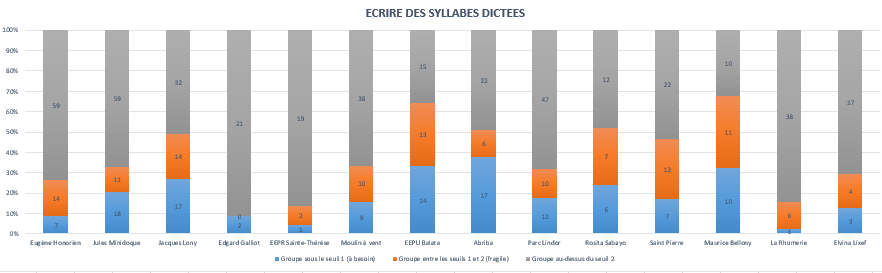 ECRIRE DES SYLLABES DICTEES
100%
90%
80%
70%
60%
50%
40%
30%
20%
10%
0%
59 59 32 21 19 38 15 22 47 12 22 10 38 17
14 11 14 0 2 10 13 6 10 7 13 11 6 4
7 18 17 2 1 9 14 17 13 6 7 10 1 3
Eugène Honorien Jules Minidoque Jacques Lony Edgard Galliot EEPR Sainte-Thérèse Moulin à vent EEPU Balata Abriba Parc Lindor Rosita Sabayo Saint Pierre Maurice Bellony La Rhumerie Elvina Lixef
Groupe sous le seuil 1 (à besoin) Groupe entre les seuils 1 et 2 (fragile) Groupe au-dessus du seuil 2